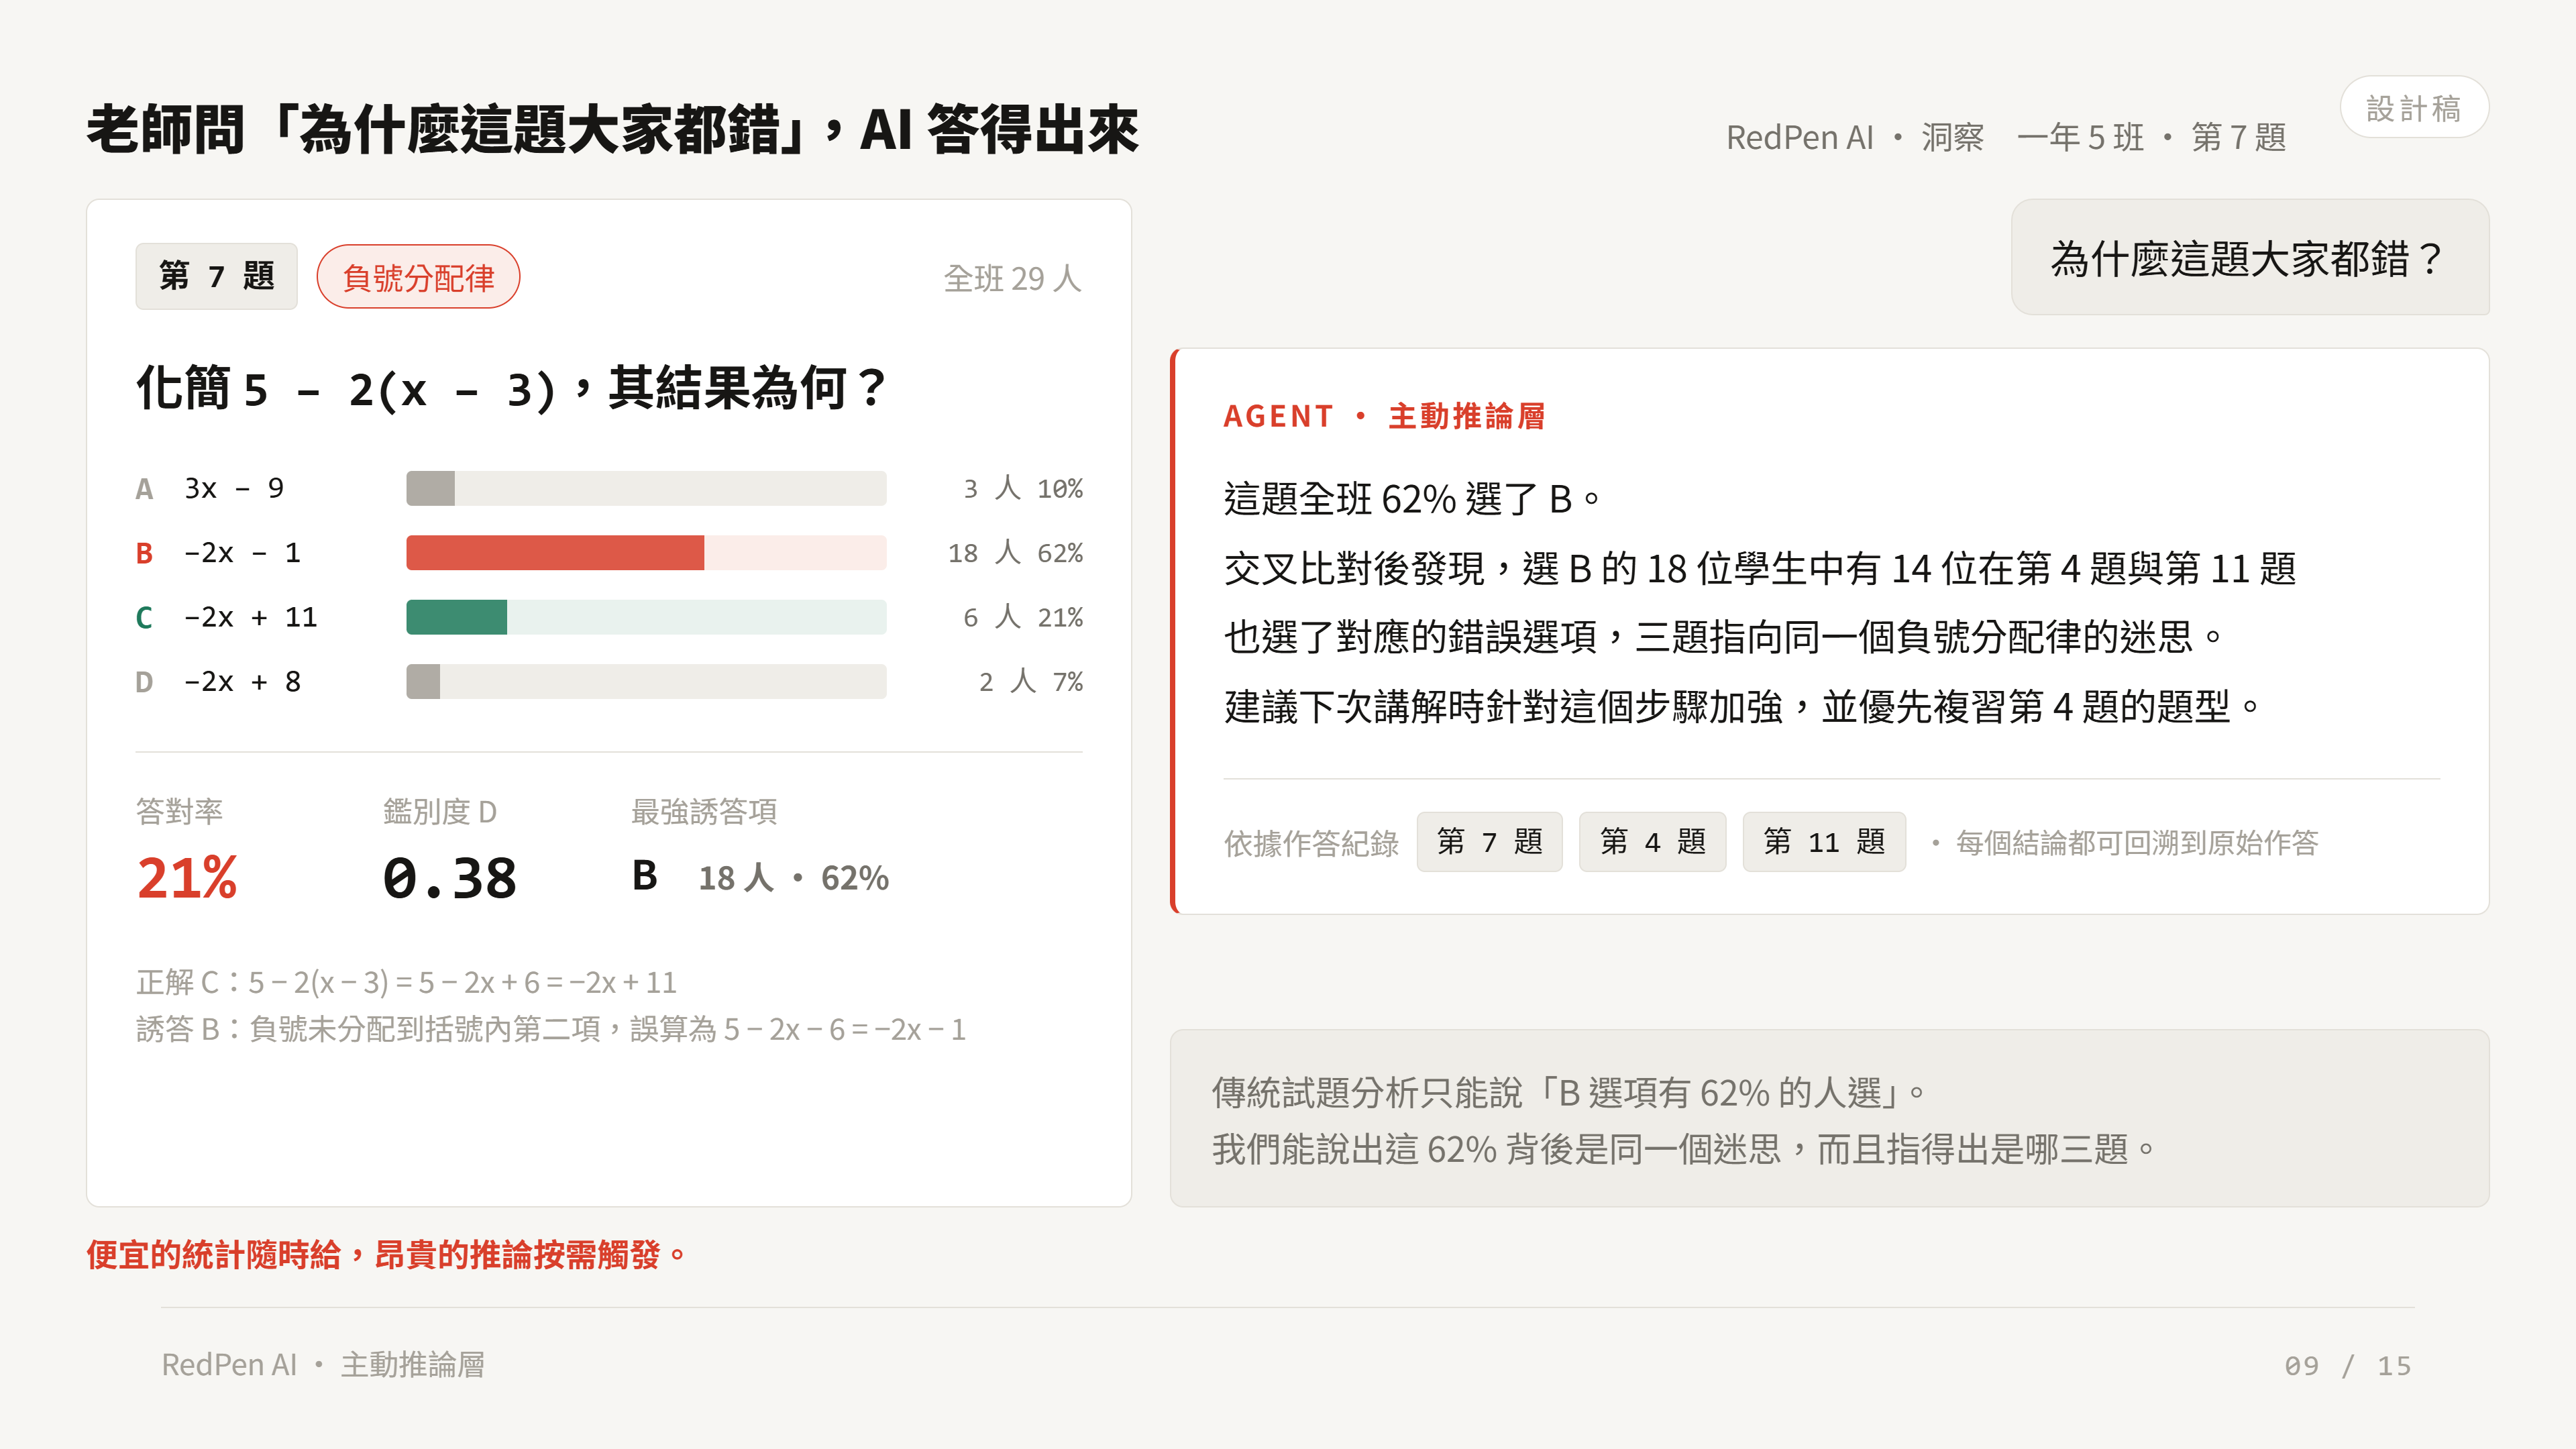 老師問「為什麼這題大家都錯」，AI 答得出來
RedPen AI · 洞察　一年 5 班 · 第 7 題
設計稿
第 7 題
負號分配律
全班 29 人
化簡 5 − 2(x − 3)，其結果為何？
A 3x − 9 3 人 10%
B −2x − 1 18 人 62%
C −2x + 11 6 人 21%
D −2x + 8 2 人 7%
答對率 鑑別度 D 最強誘答項
21% 0.38 B 18 人 · 62%
正解 C：5 − 2(x − 3) = 5 − 2x + 6 = −2x + 11
誘答 B：負號未分配到括號內第二項，誤算為 5 − 2x − 6 = −2x − 1
為什麼這題大家都錯？
AGENT · 主動推論層
這題全班 62% 選了 B。
交叉比對後發現，選 B 的 18 位學生中有 14 位在第 4 題與第 11 題
也選了對應的錯誤選項，三題指向同一個負號分配律的迷思。
建議下次講解時針對這個步驟加強，並優先複習第 4 題的題型。
依據作答紀錄 第 7 題 第 4 題 第 11 題 · 每個結論都可回溯到原始作答
傳統試題分析只能說「B 選項有 62% 的人選」。
我們能說出這 62% 背後是同一個迷思，而且指得出是哪三題。
便宜的統計隨時給，昂貴的推論按需觸發。
RedPen AI · 主動推論層
09 / 15